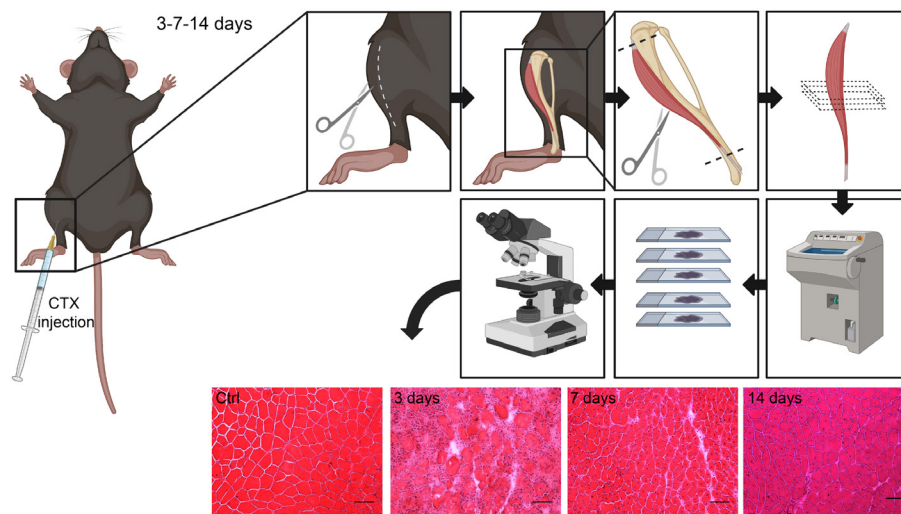 3-7-14 days
CTX
injection
Ctrl
3 days
7 days
14 days